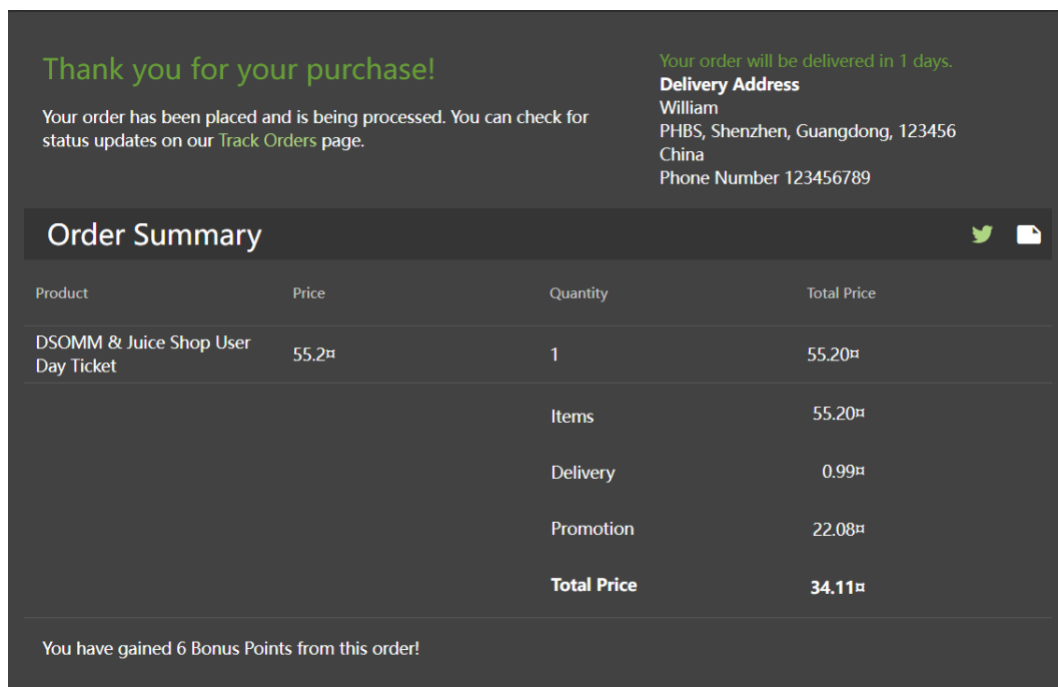 Thank you for your purchase!
Your order has been placed and is being processed. You can check for
status updates on our Track Orders page.
Your order will be delivered in 1 days.
Delivery Address
William
PHBS, Shenzhen, Guangdong, 123456
China
Phone Number 123456789
Order Summary
Product Price Quantity Total Price
DSOMM & Juice Shop User
Day Ticket
55.2¤ 1 55.20¤
Items 55.20¤
Delivery 0.99¤
Promotion 22.08¤
Total Price 34.11¤
You have gained 6 Bonus Points from this order!